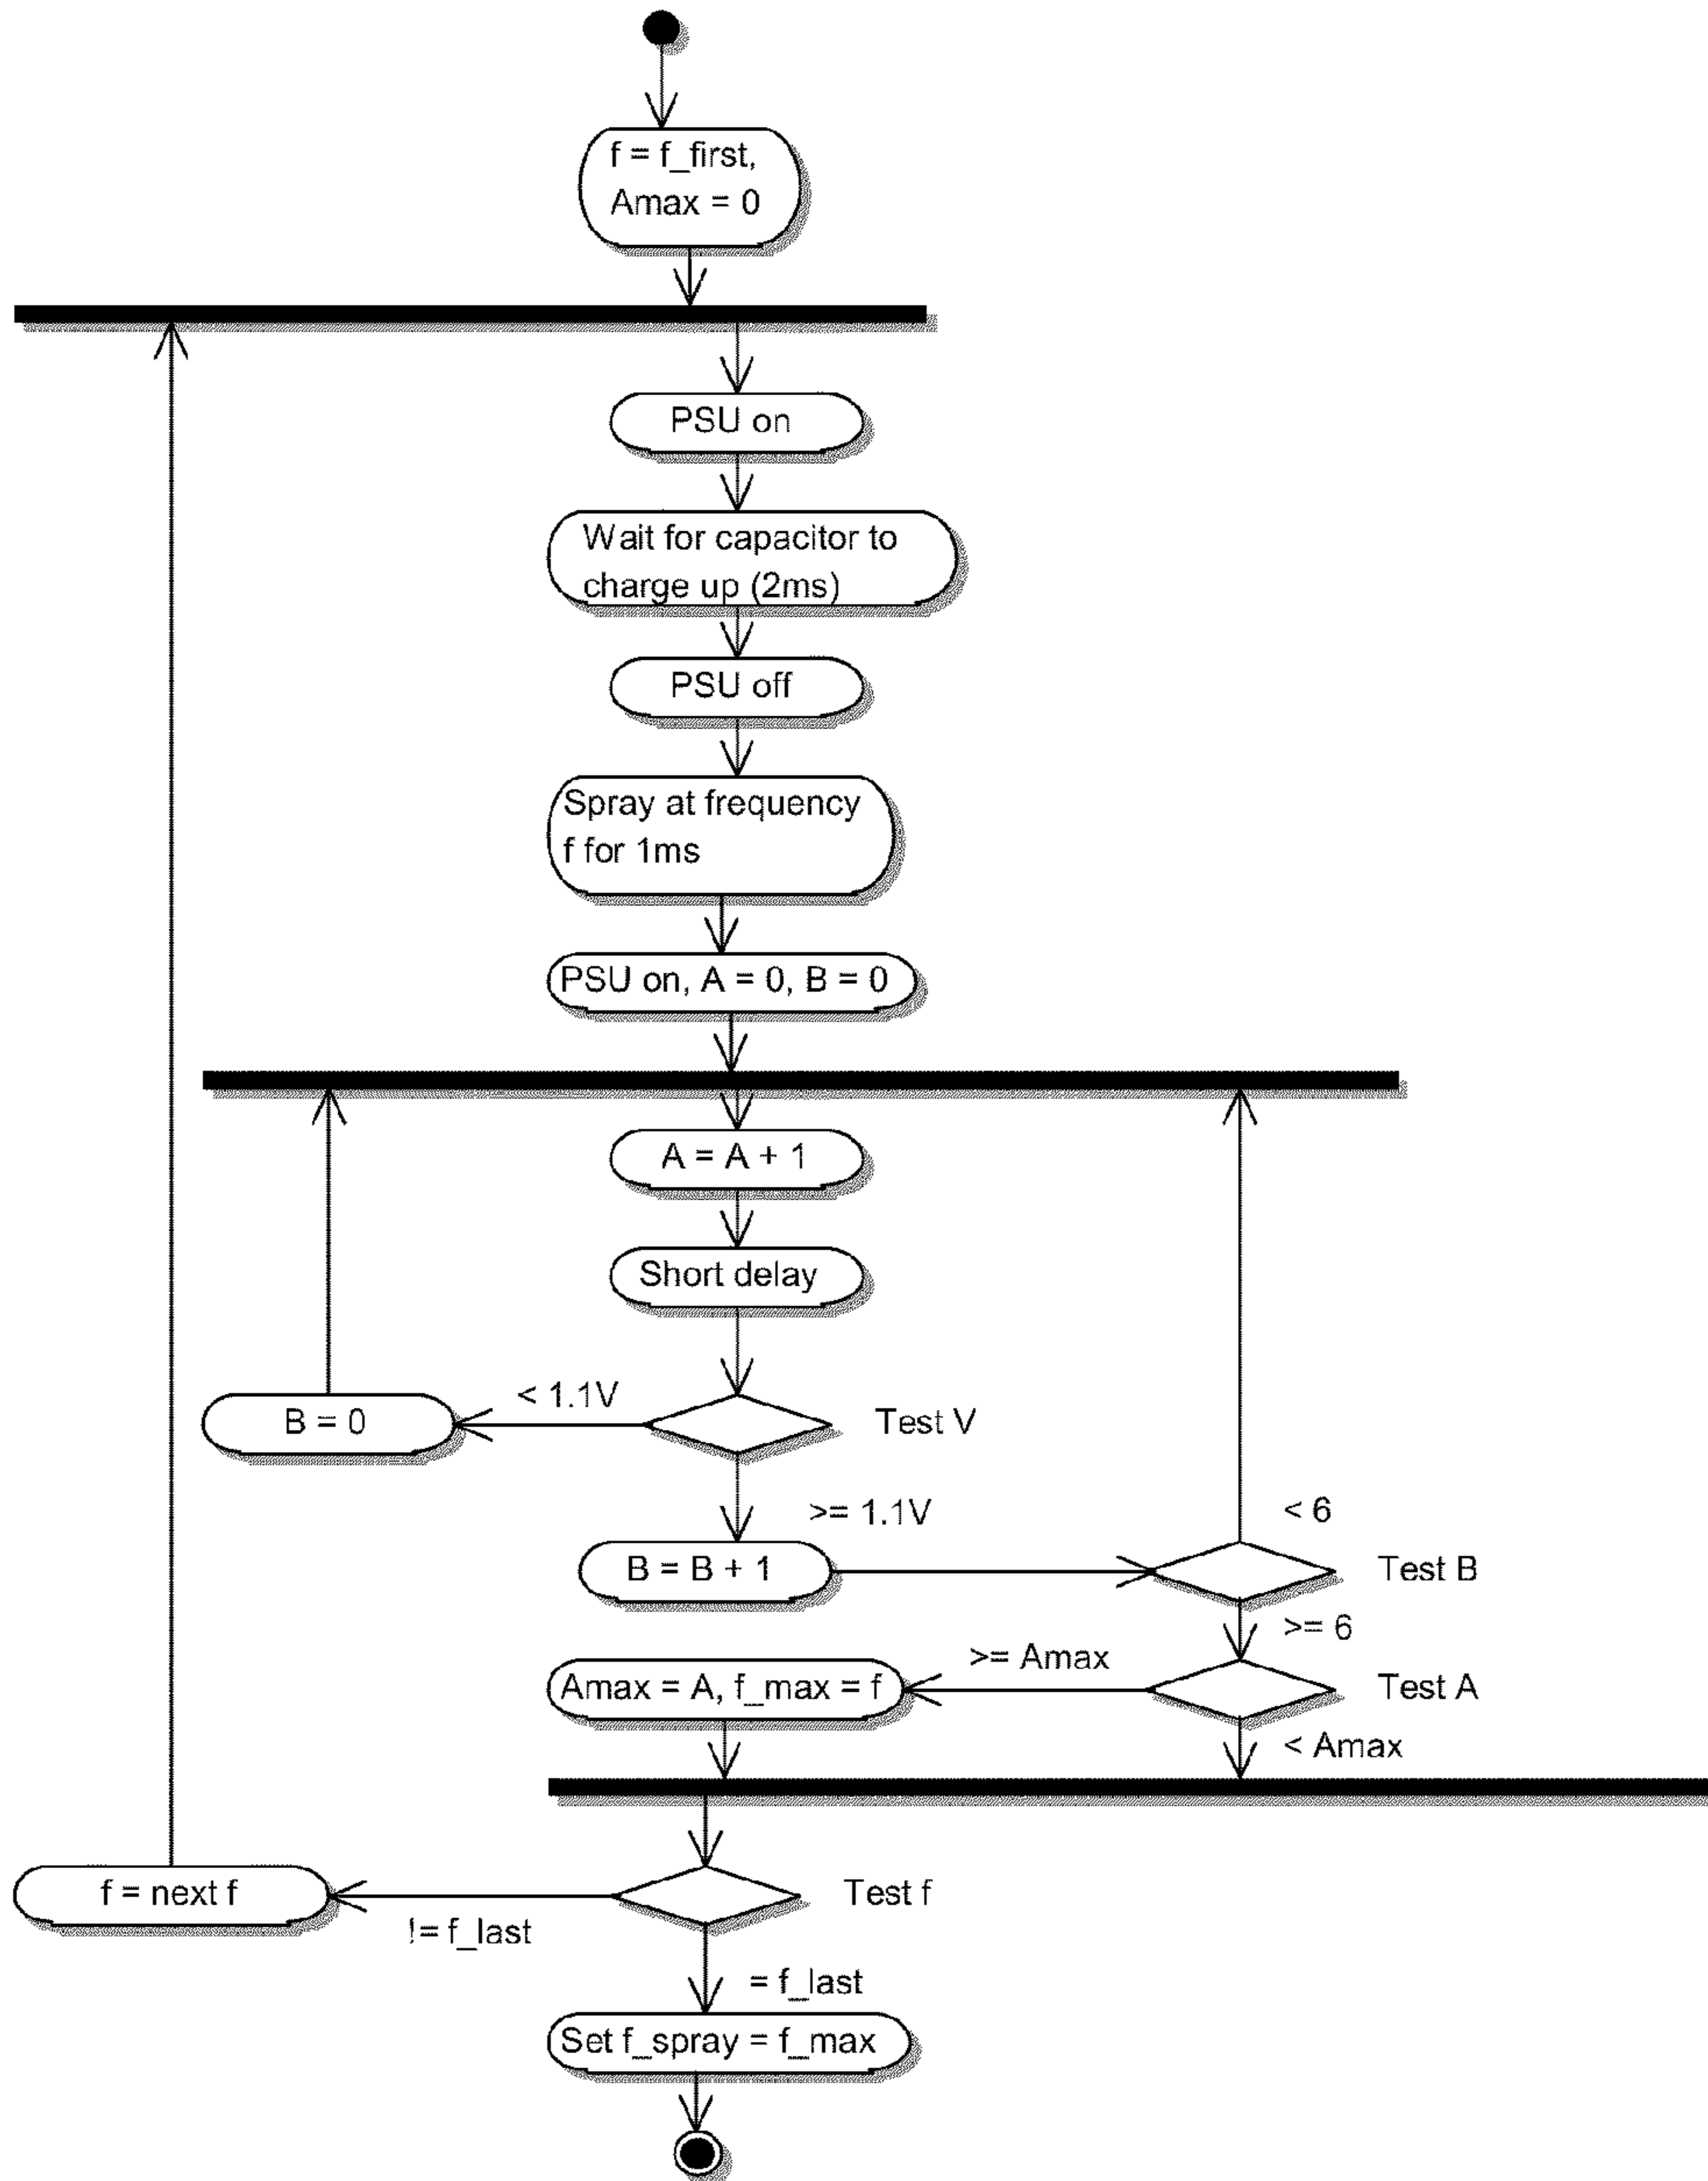 f = f_first,
Amax = 0
PSU on
Wait for capacitor to
charge up (2ms)
PSU off
Spray at frequency
f for 1ms
PSU on, A = 0, B = 0
A = A + 1
Short delay
< 1.1V
B = 0
Test V
>= 1.1V
< 6
B = B + 1
Test B
>= 6
>= Amax
Amax = A, f_max = f
Test A
< Amax
f = next f
Test f
!= f_last
= f_last
Set f_spray = f_max